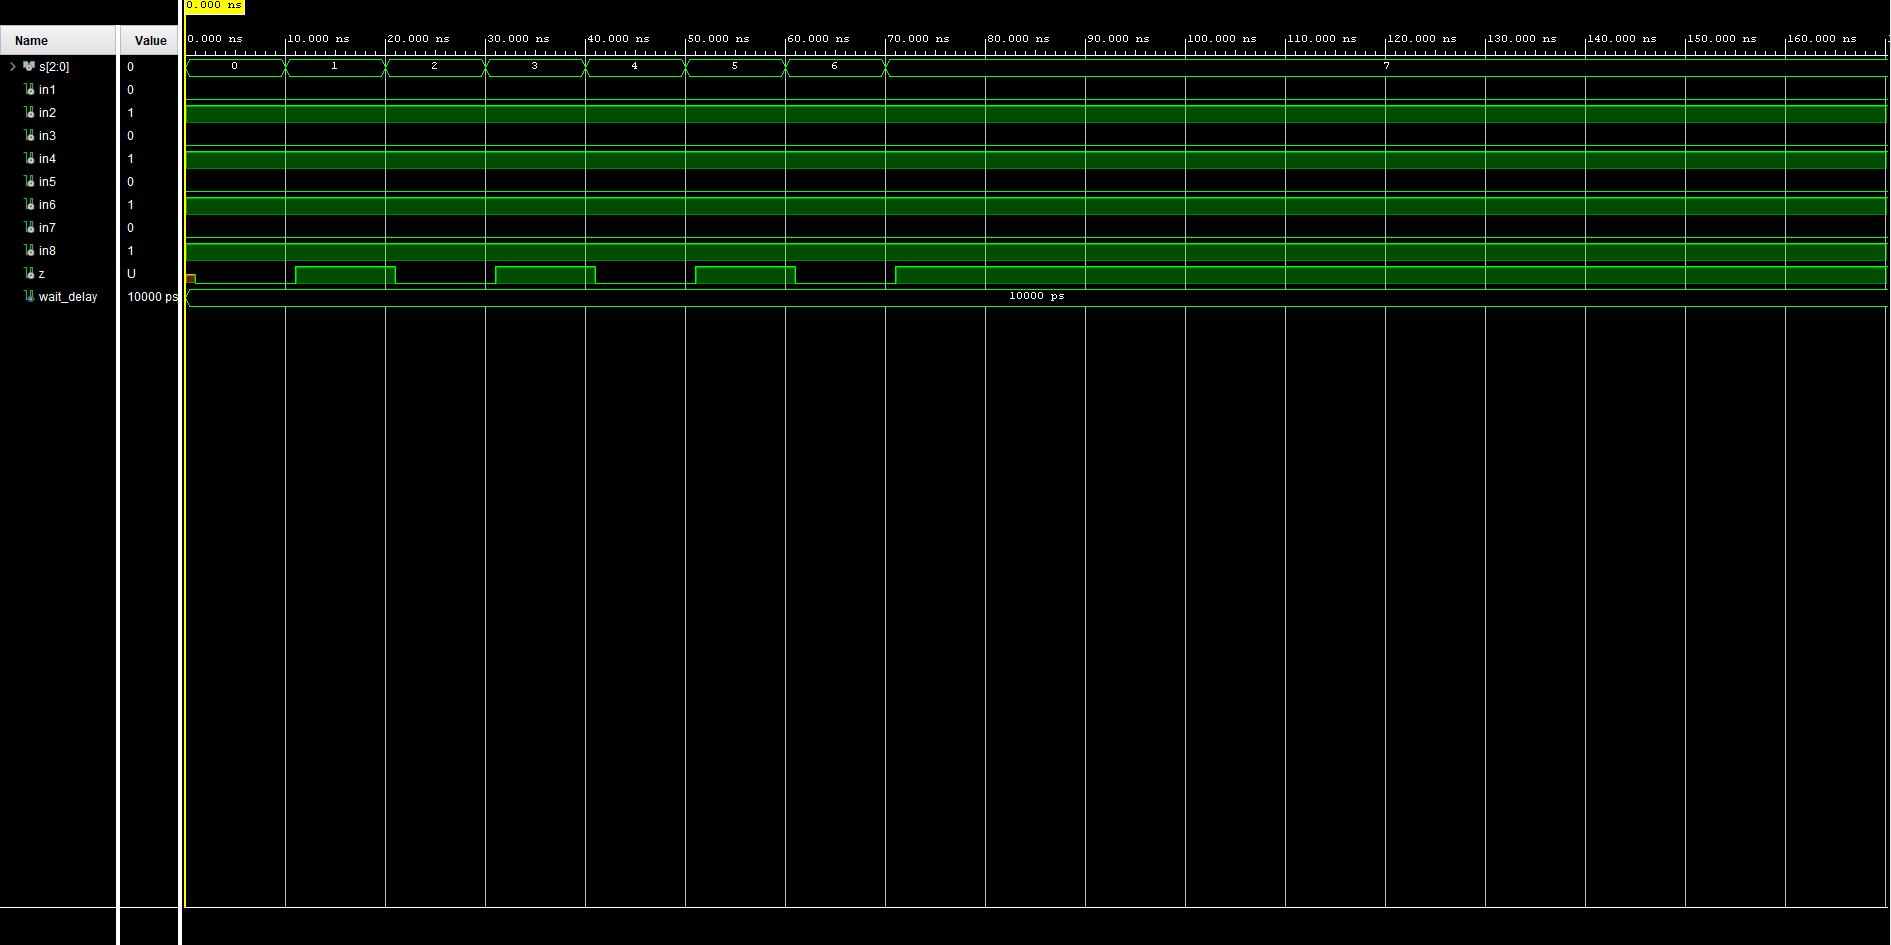 0.000 ns
Name Value
0.000 ns 10.000 ns 20.000 ns 30.000 ns 40.000 ns 50.000 ns 60.000 ns 70.000 ns 80.000 ns 90.000 ns 100.000 ns 110.000 ns 120.000 ns 130.000 ns 140.000 ns 150.000 ns 160.000 ns
s[2:0] 0 0 1 2 3 4 5 6 7
in1 0
in2 1
in3 0
in4 1
in5 0
in6 1
in7 0
in8 1
z U
wait_delay 10000 ps 10000 ps